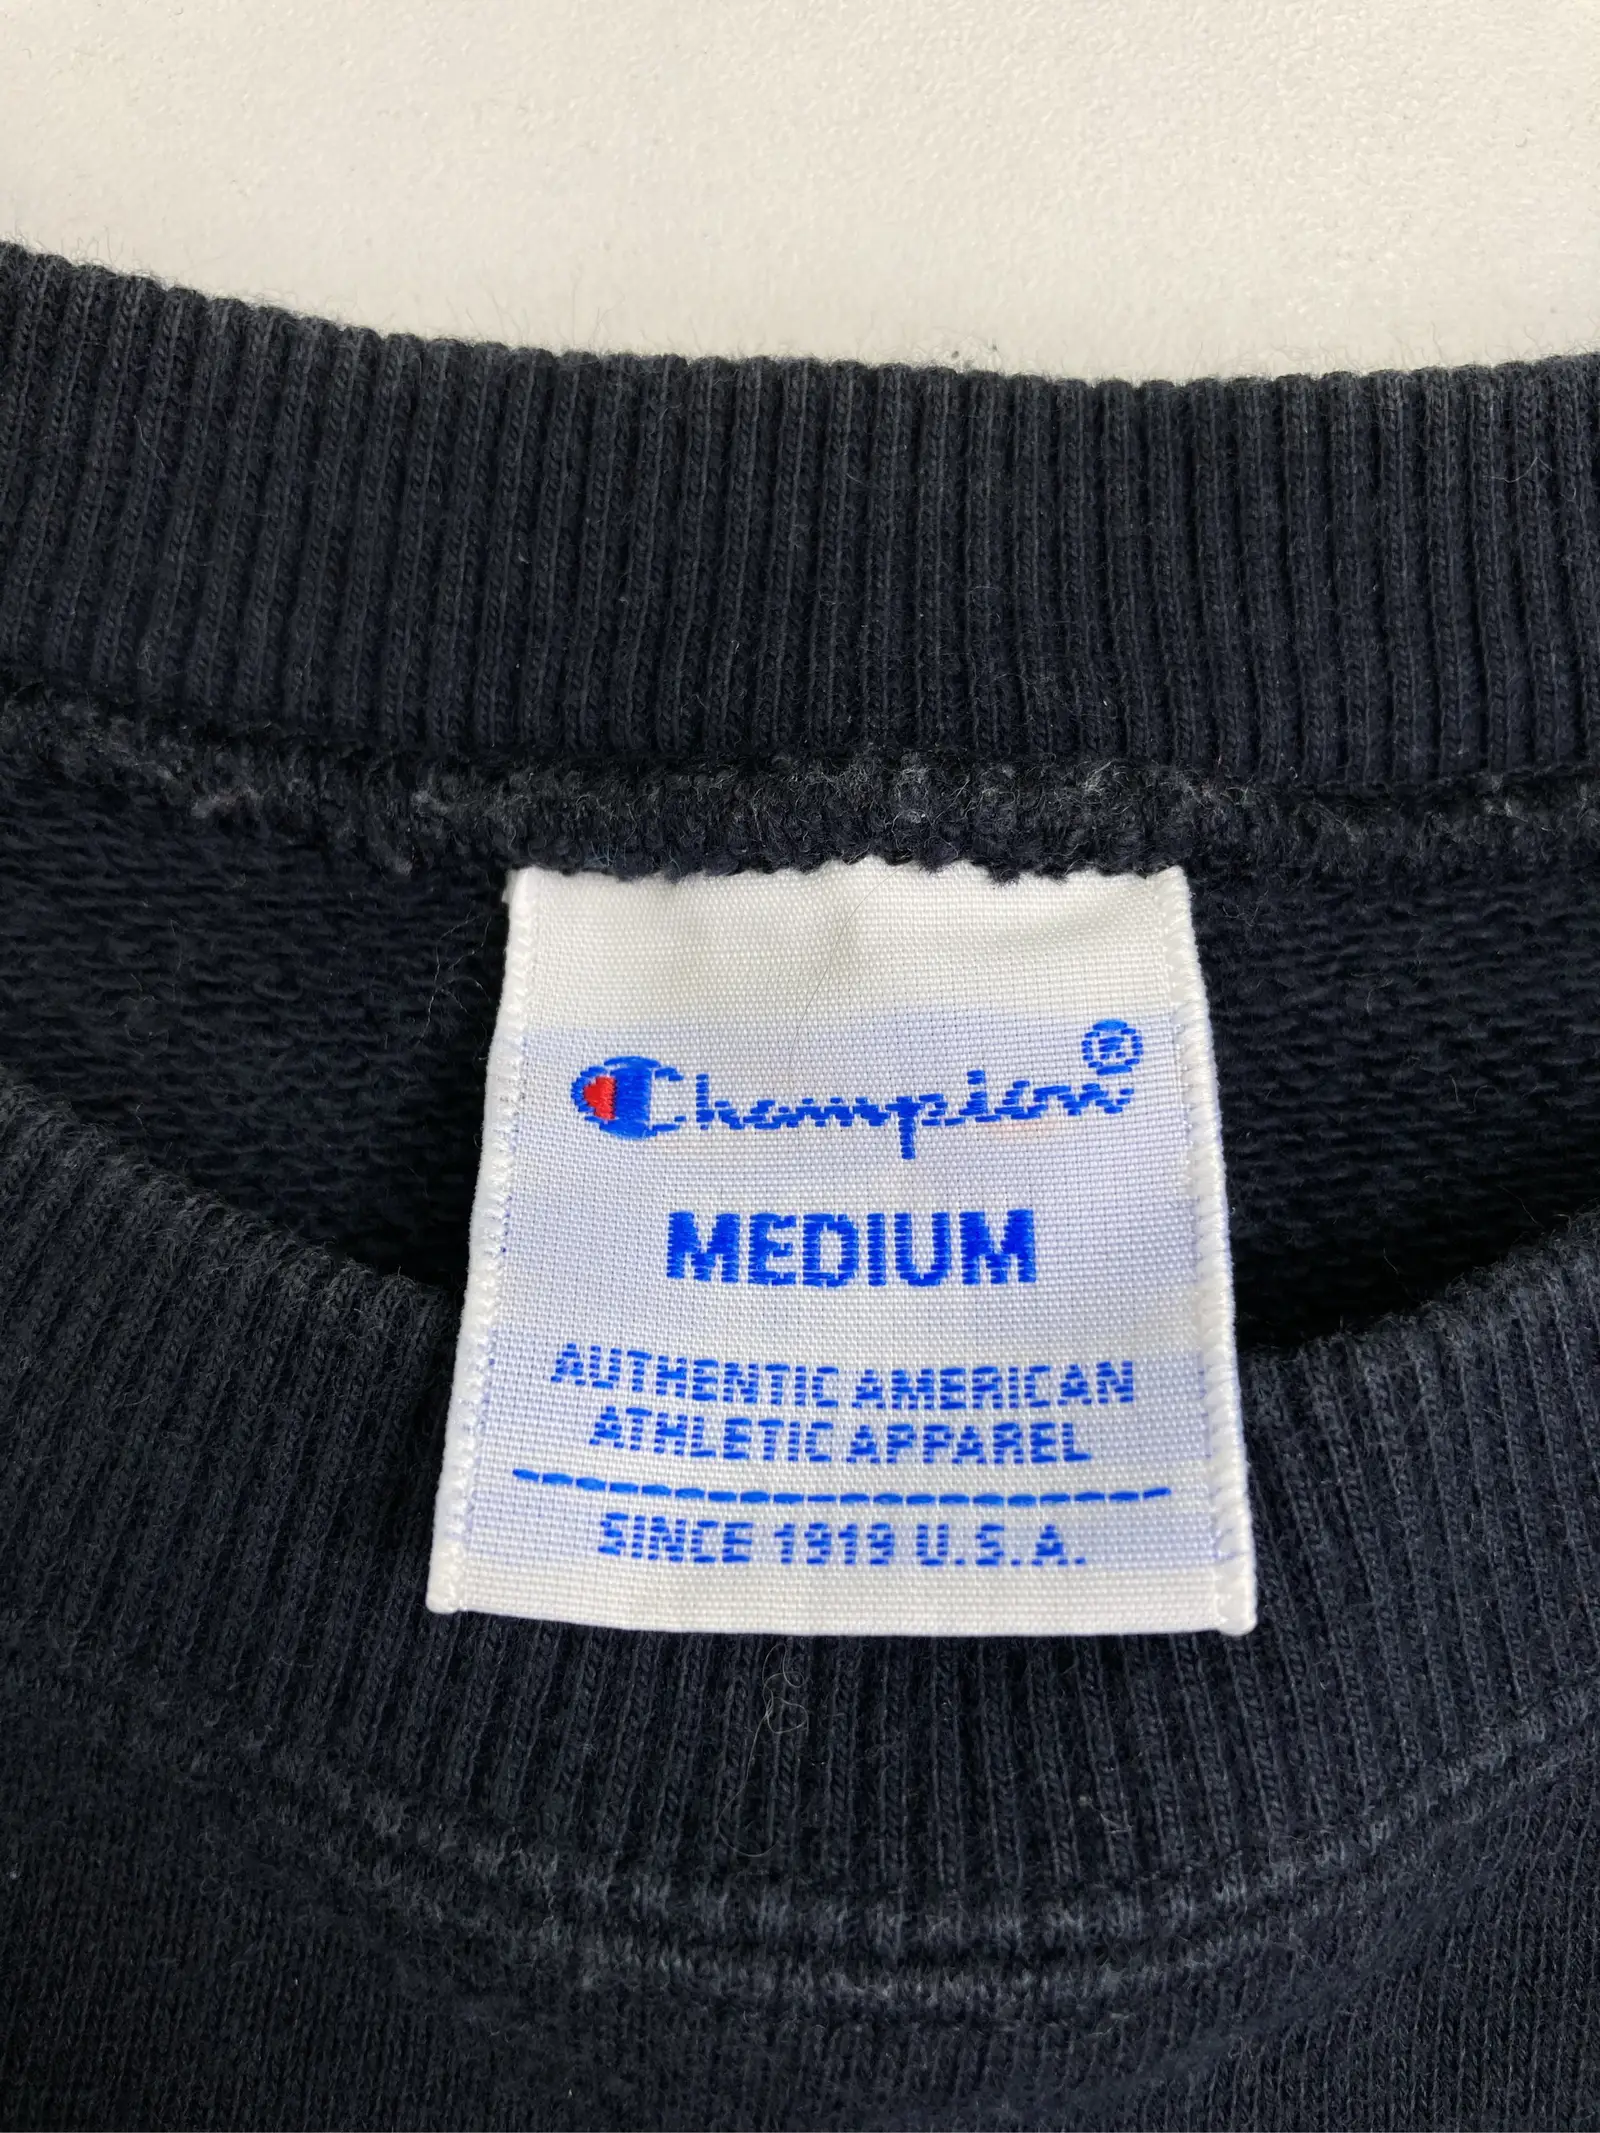 Champion®
MEDIUM
AUTHENTIC AMERICAN
ATHLETIC APPAREL
SINCE 1919 U.S.A.